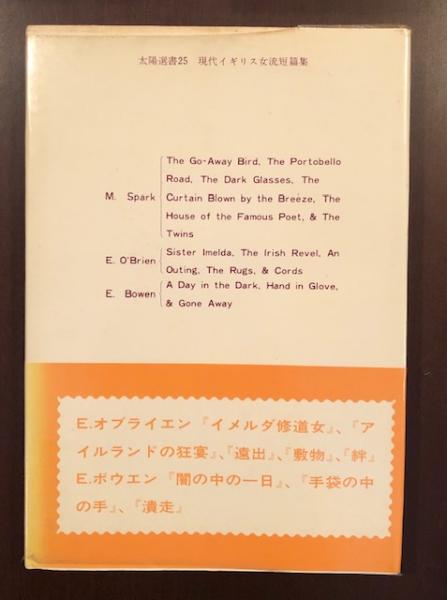 太陽選書25 現代イギリス女流短篇集
M. Spark
The Go-Away Bird, The Portobello
Road, The Dark Glasses, The
Curtain Blown by the Breeze, The
House of the Famous Poet, & The
Twins
E. O'Brien
Sister Imelda, The Irish Revel, An
Outing, The Rugs, & Cords
E. Bowen
A Day in the Dark, Hand in Glove,
& Gone Away
E.オブライエン『イメルダ修道女』、『ア
イルランドの狂宴』、『遠出』、『敷物』、『絆』
E.ボウエン『闇の中の一日』、『手袋の中
の手』、『潰走』